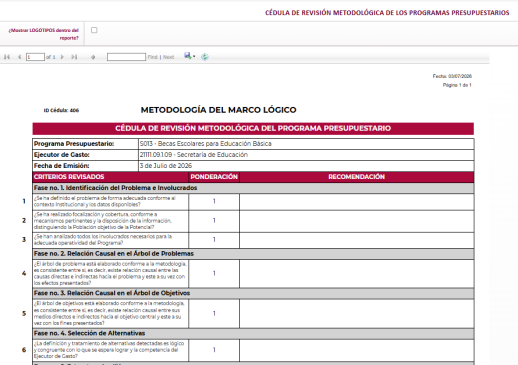 CÉDULA DE REVISIÓN METODOLÓGICA DE LOS PROGRAMAS PRESUPUESTARIOS
¿Mostrar LOGOTIPOS dentro del
reporte?
1 of 1 Find | Next
Fecha: 03/07/2026
Página 1 de 1
ID Cédula: 406 METODOLOGÍA DEL MARCO LÓGICO
CÉDULA DE REVISIÓN METODOLÓGICA DEL PROGRAMA PRESUPUESTARIO
Programa Presupuestario: S013 - Becas Escolares para Educación Básica
Ejecutor de Gasto: 21111.09.1.09 - Secretaría de Educación
Fecha de Emisión: 3 de Julio de 2026
CRITERIOS REVISADOS PONDERACIÓN RECOMENDACIÓN
Fase no. 1. Identificación del Problema e Involucrados
1 ¿Se ha definido el problema de forma adecuada conforme al 1
contexto Institucional y los datos disponibles?
2 ¿Se ha realizado focalización y cobertura, conforme a 1
mecanismos pertinentes y la disposición de la Información,
distinguiendo la Población objetivo de la Potencial?
3 ¿Se han analizado todos los involucrados necesarios para la 1
adecuada operatividad del Programa?
Fase no. 2. Relación Causal en el Árbol de Problemas
4 ¿El árbol de problema está elaborado conforme a la metodología, 1
es consistente entre sí, es decir, existe relación causal entre las
causas directas e indirectas hacia el problema y este a su vez con
los efectos presentados?
Fase no. 3. Relación Causal en el Árbol de Objetivos
5 ¿El árbol de objetivos está elaborado conforme a la metodología, 1
es consistente entre sí, es decir, existe relación causal entre sus
medios directos e indirectos hacia el objetivo central y este a su
vez con los fines presentados?
Fase no. 4. Selección de Alternativas
6 ¿La definición y tratamiento de alternativas detectadas es lógico 1
y congruente con lo que se espera lograr y la competencia del
Ejecutor de Gasto?